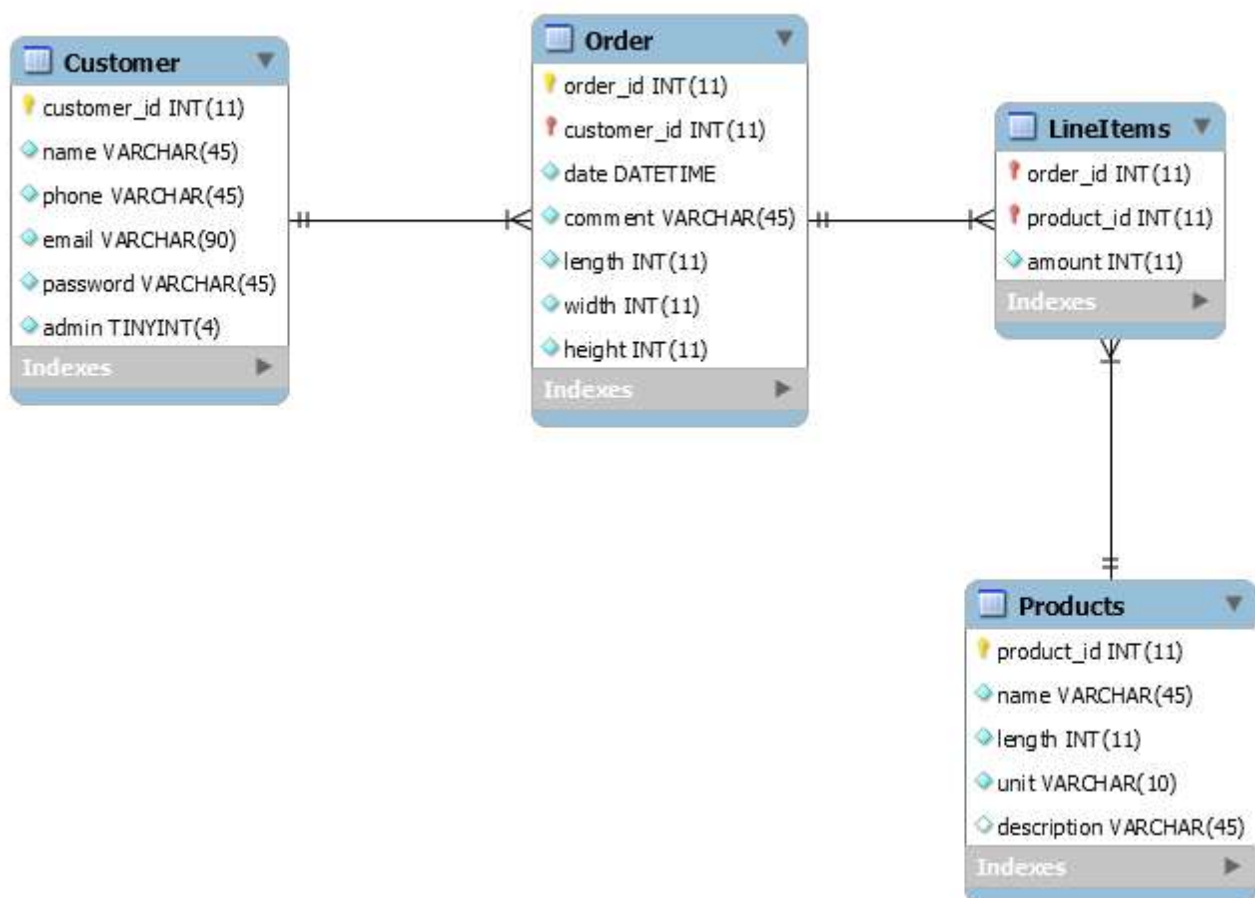 Customer
customer_id INT(11)
name VARCHAR(45)
phone VARCHAR(45)
email VARCHAR(90)
password VARCHAR(45)
admin TINYINT(4)
Indexes
Order
order_id INT(11)
customer_id INT(11)
date DATETIME
comment VARCHAR(45)
length INT(11)
width INT(11)
height INT(11)
Indexes
LineItems
order_id INT(11)
product_id INT(11)
amount INT(11)
Indexes
Products
product_id INT(11)
name VARCHAR(45)
length INT(11)
unit VARCHAR(10)
description VARCHAR(45)
Indexes